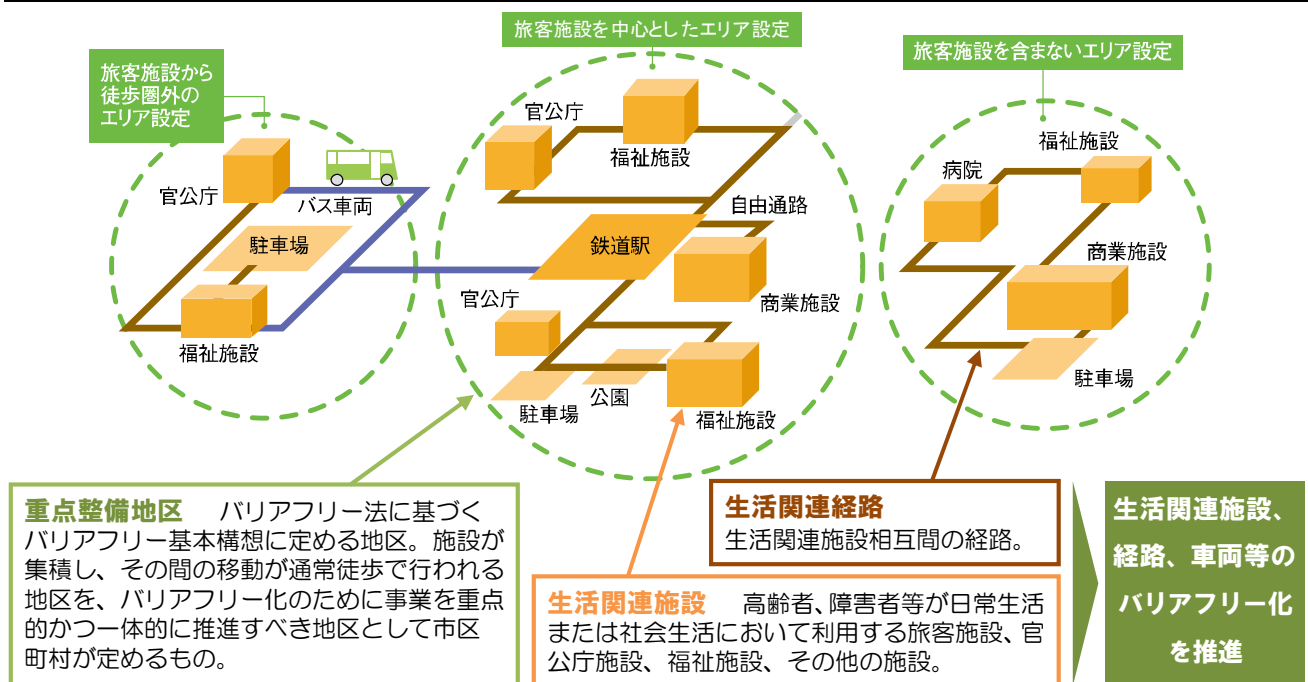 旅客施設から
徒歩圏外の
エリア設定
官公庁
バス車両
駐車場
福祉施設
旅客施設を中心としたエリア設定
官公庁
福祉施設
自由通路
鉄道駅
官公庁
商業施設
駐車場
公園
福祉施設
旅客施設を含まないエリア設定
福祉施設
病院
商業施設
駐車場
重点整備地区 バリアフリー法に基づく
バリアフリー基本構想に定める地区。施設が
集積し、その間の移動が通常徒歩で行われる
地区を、バリアフリー化のために事業を重点
的かつ一体的に推進すべき地区として市区
町村が定めるもの。
生活関連経路
生活関連施設相互間の経路。
生活関連施設 高齢者、障害者等が日常生活
または社会生活において利用する旅客施設、官
公庁施設、福祉施設、その他の施設。
生活関連施設、
経路、車両等の
バリアフリー化
を推進